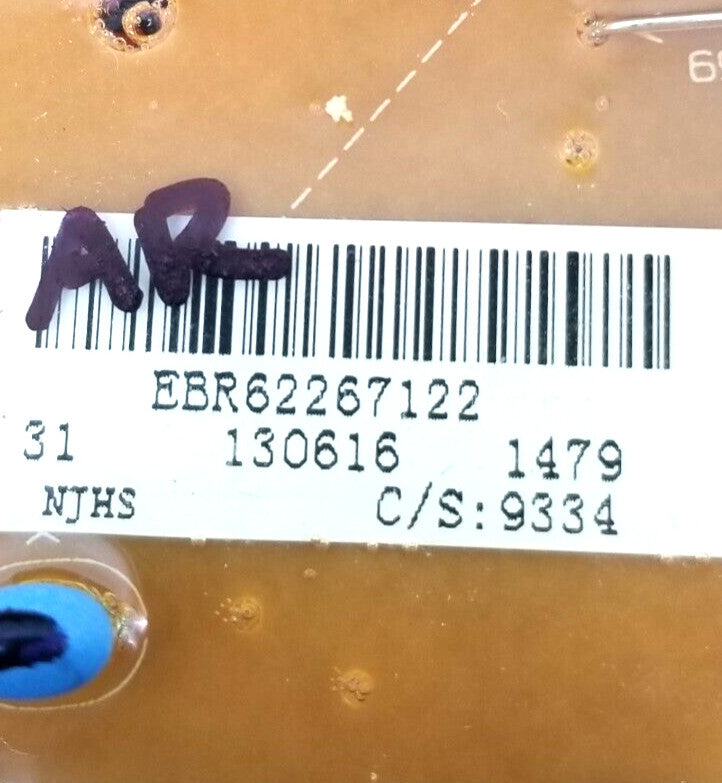 AR
EBR62267122
31 130616 1479
NJHS C/S:9334